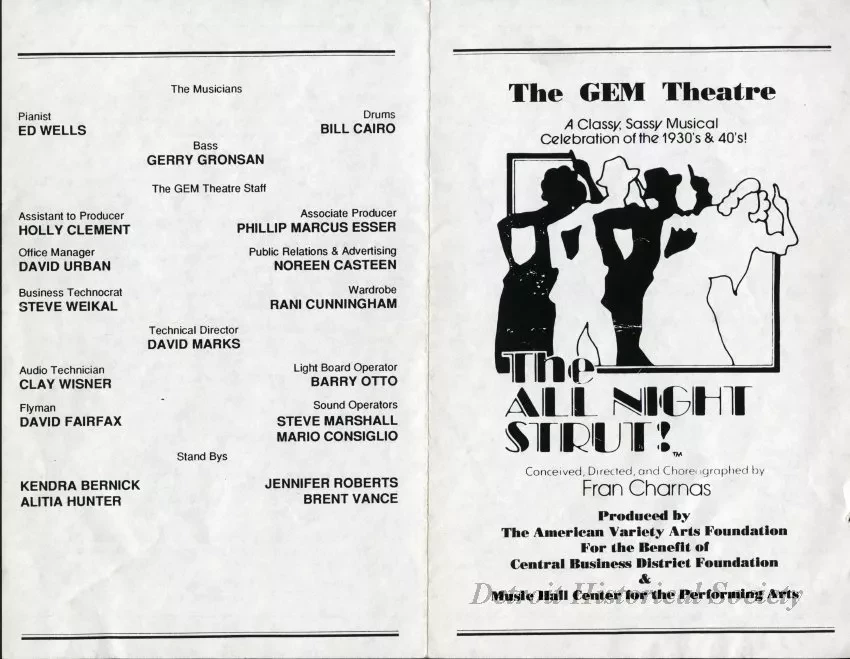 The Musicians
Pianist
ED WELLS
Drums
BILL CAIRO
Bass
GERRY GRONSAN
The GEM Theatre Staff
Assistant to Producer
HOLLY CLEMENT
Associate Producer
PHILLIP MARCUS ESSER
Office Manager
DAVID URBAN
Public Relations & Advertising
NOREEN CASTEEN
Business Technocrat
STEVE WEIKAL
Wardrobe
RANI CUNNINGHAM
Technical Director
DAVID MARKS
Audio Technician
CLAY WISNER
Light Board Operator
BARRY OTTO
Flyman
DAVID FAIRFAX
Sound Operators
STEVE MARSHALL
MARIO CONSIGLIO
Stand Bys
KENDRA BERNICK
ALITIA HUNTER
JENNIFER ROBERTS
BRENT VANCE
The GEM Theatre
A Classy, Sassy Musical
Celebration of the 1930's & 40's!
The
ALL NIGHT
STRUT!
TM
Conceived, Directed, and Choreographed by
Fran Charnas
Produced by
The American Variety Arts Foundation
For the Benefit of
Central Business District Foundation
&
Music Hall Center for the Performing Arts
Detroit Historical Society